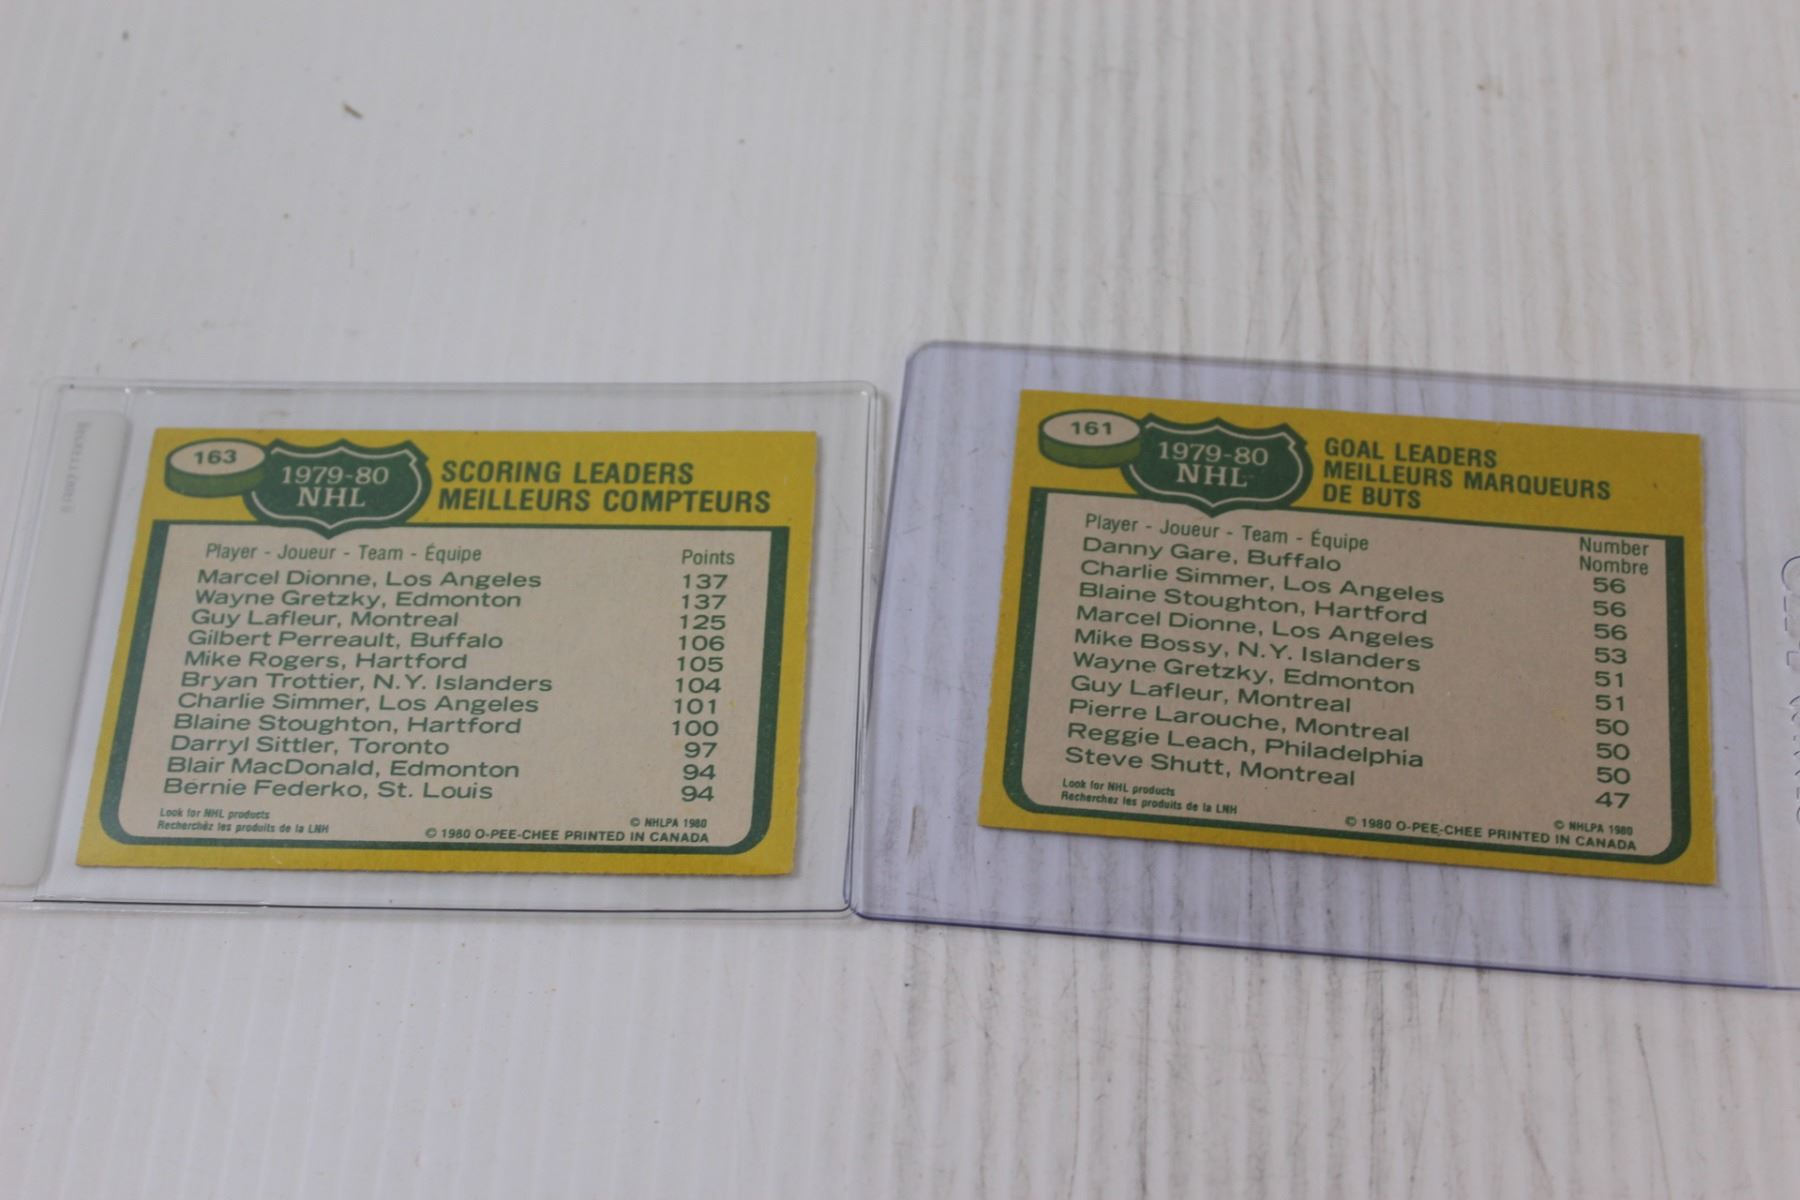 163
1979-80
NHL
SCORING LEADERS
MEILLEURS COMPTEURS
Player - Joueur - Team - Équipe Points
Marcel Dionne, Los Angeles 137
Wayne Gretzky, Edmonton 137
Guy Lafleur, Montreal 125
Gilbert Perreault, Buffalo 106
Mike Rogers, Hartford 105
Bryan Trottier, N.Y. Islanders 104
Charlie Simmer, Los Angeles 101
Blaine Stoughton, Hartford 100
Darryl Sittler, Toronto 97
Blair MacDonald, Edmonton 94
Bernie Federko, St. Louis 94
Look for NHL products
Recherchez les produits de la LNH
© NHLPA 1980
© 1980 O-PEE-CHEE PRINTED IN CANADA
161
1979-80
NHL
GOAL LEADERS
MEILLEURS MARQUEURS
DE BUTS
Player - Joueur - Team - Équipe Number
Nombre
Danny Gare, Buffalo 56
Charlie Simmer, Los Angeles 56
Blaine Stoughton, Hartford 56
Marcel Dionne, Los Angeles 53
Mike Bossy, N.Y. Islanders 51
Wayne Gretzky, Edmonton 51
Guy Lafleur, Montreal 50
Pierre Larouche, Montreal 50
Reggie Leach, Philadelphia 50
Steve Shutt, Montreal 47
Look for NHL products
Recherchez les produits de la LNH
© NHLPA 1980
© 1980 O-PEE-CHEE PRINTED IN CANADA